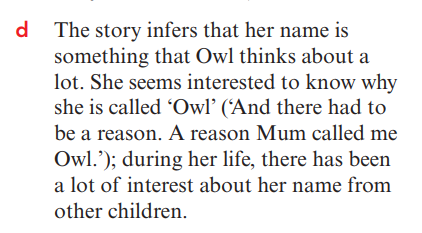 d The story infers that her name is
something that Owl thinks about a
lot. She seems interested to know why
she is called ‘Owl’ (‘And there had to
be a reason. A reason Mum called me
Owl.’); during her life, there has been
a lot of interest about her name from
other children.